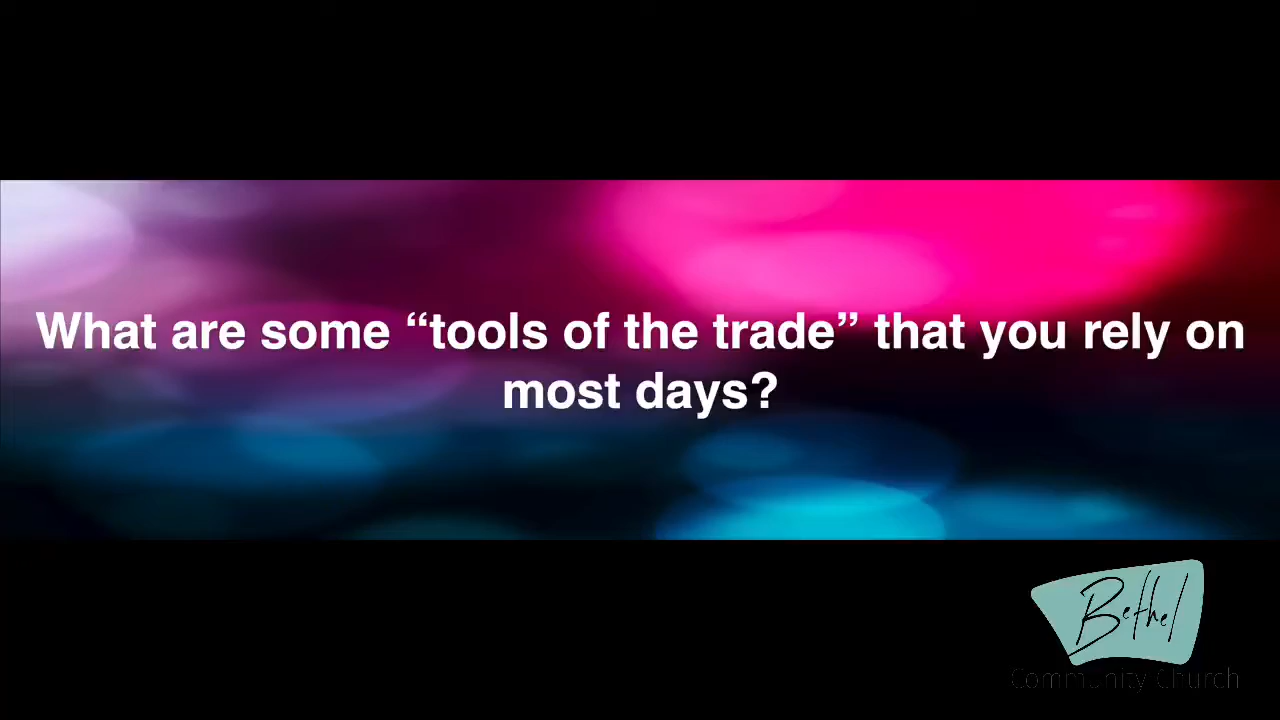 What are some “tools of the trade” that you rely on
most days?
Bethel
Community Church